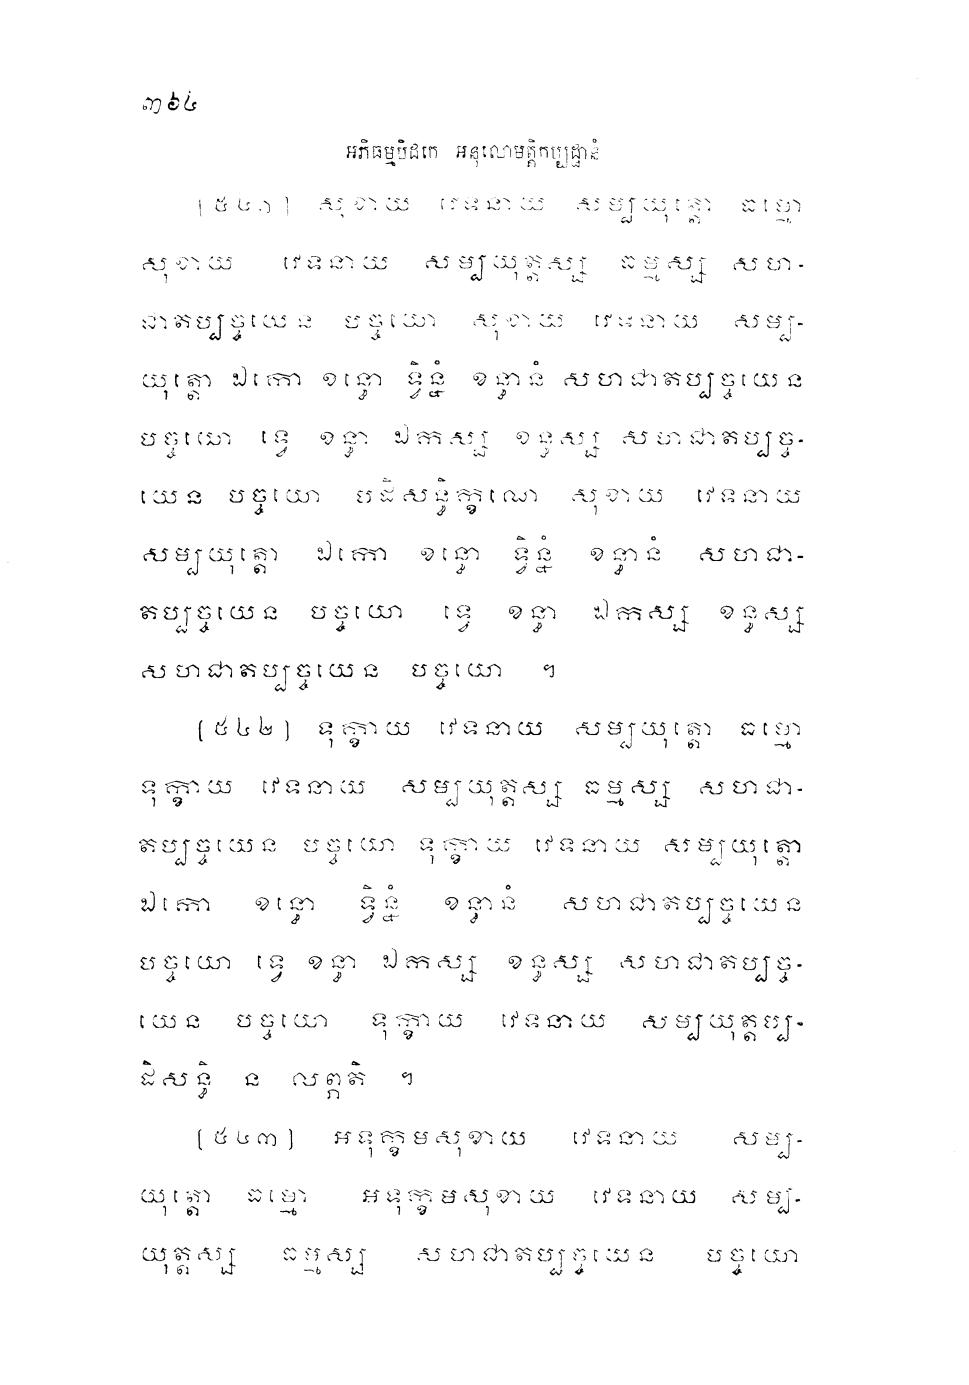 ៣៦៤
អភិធម្មបិដកេ អនុលោមត្តិកប្បដ្ឋានំ
[៥៤១] សុខាយ វេទនាយ សម្បយុត្តោ ធម្មោ
សុខាយ វេទនាយ សម្បយុត្តស្ស ធម្មស្ស សហ-
ជាតប្បច្ចយេន បច្ចយោ សុខាយ វេទនាយ សម្ប-
យុត្តោ ឯកោ ខន្ធោ ទ្វិន្នំ ខន្ធានំ សហជាតប្បច្ចយេន
បច្ចយោ ទ្វេ ខន្ធា ឯកស្ស ខន្ធស្ស សហជាតប្បច្ច-
យេន បច្ចយោ បដិសន្ធិក្ខណេ សុខាយ វេទនាយ
សម្បយុត្តោ ឯកោ ខន្ធោ ទ្វិន្នំ ខន្ធានំ សហជា-
តប្បច្ចយេន បច្ចយោ ទ្វេ ខន្ធា ឯកស្ស ខន្ធស្ស
សហជាតប្បច្ចយេន បច្ចយោ ។
[៥៤២] ទុក្ខាយ វេទនាយ សម្បយុត្តោ ធម្មោ
ទុក្ខាយ វេទនាយ សម្បយុត្តស្ស ធម្មស្ស សហជា-
តប្បច្ចយេន បច្ចយោ ទុក្ខាយ វេទនាយ សម្បយុត្តោ
ឯកោ ខន្ធោ ទ្វិន្នំ ខន្ធានំ សហជាតប្បច្ចយេន
បច្ចយោ ទ្វេ ខន្ធា ឯកស្ស ខន្ធស្ស សហជាតប្បច្ច-
យេន បច្ចយោ ទុក្ខាយ វេទនាយ សម្បយុត្តប្ប-
ដិសន្ធិ ន លព្ភតិ ។
[៥៤៣] អទុក្ខមសុខាយ វេទនាយ សម្ប-
យុត្តោ ធម្មោ អទុក្ខមសុខាយ វេទនាយ សម្ប-
យុត្តស្ស ធម្មស្ស សហជាតប្បច្ចយេន បច្ចយោ